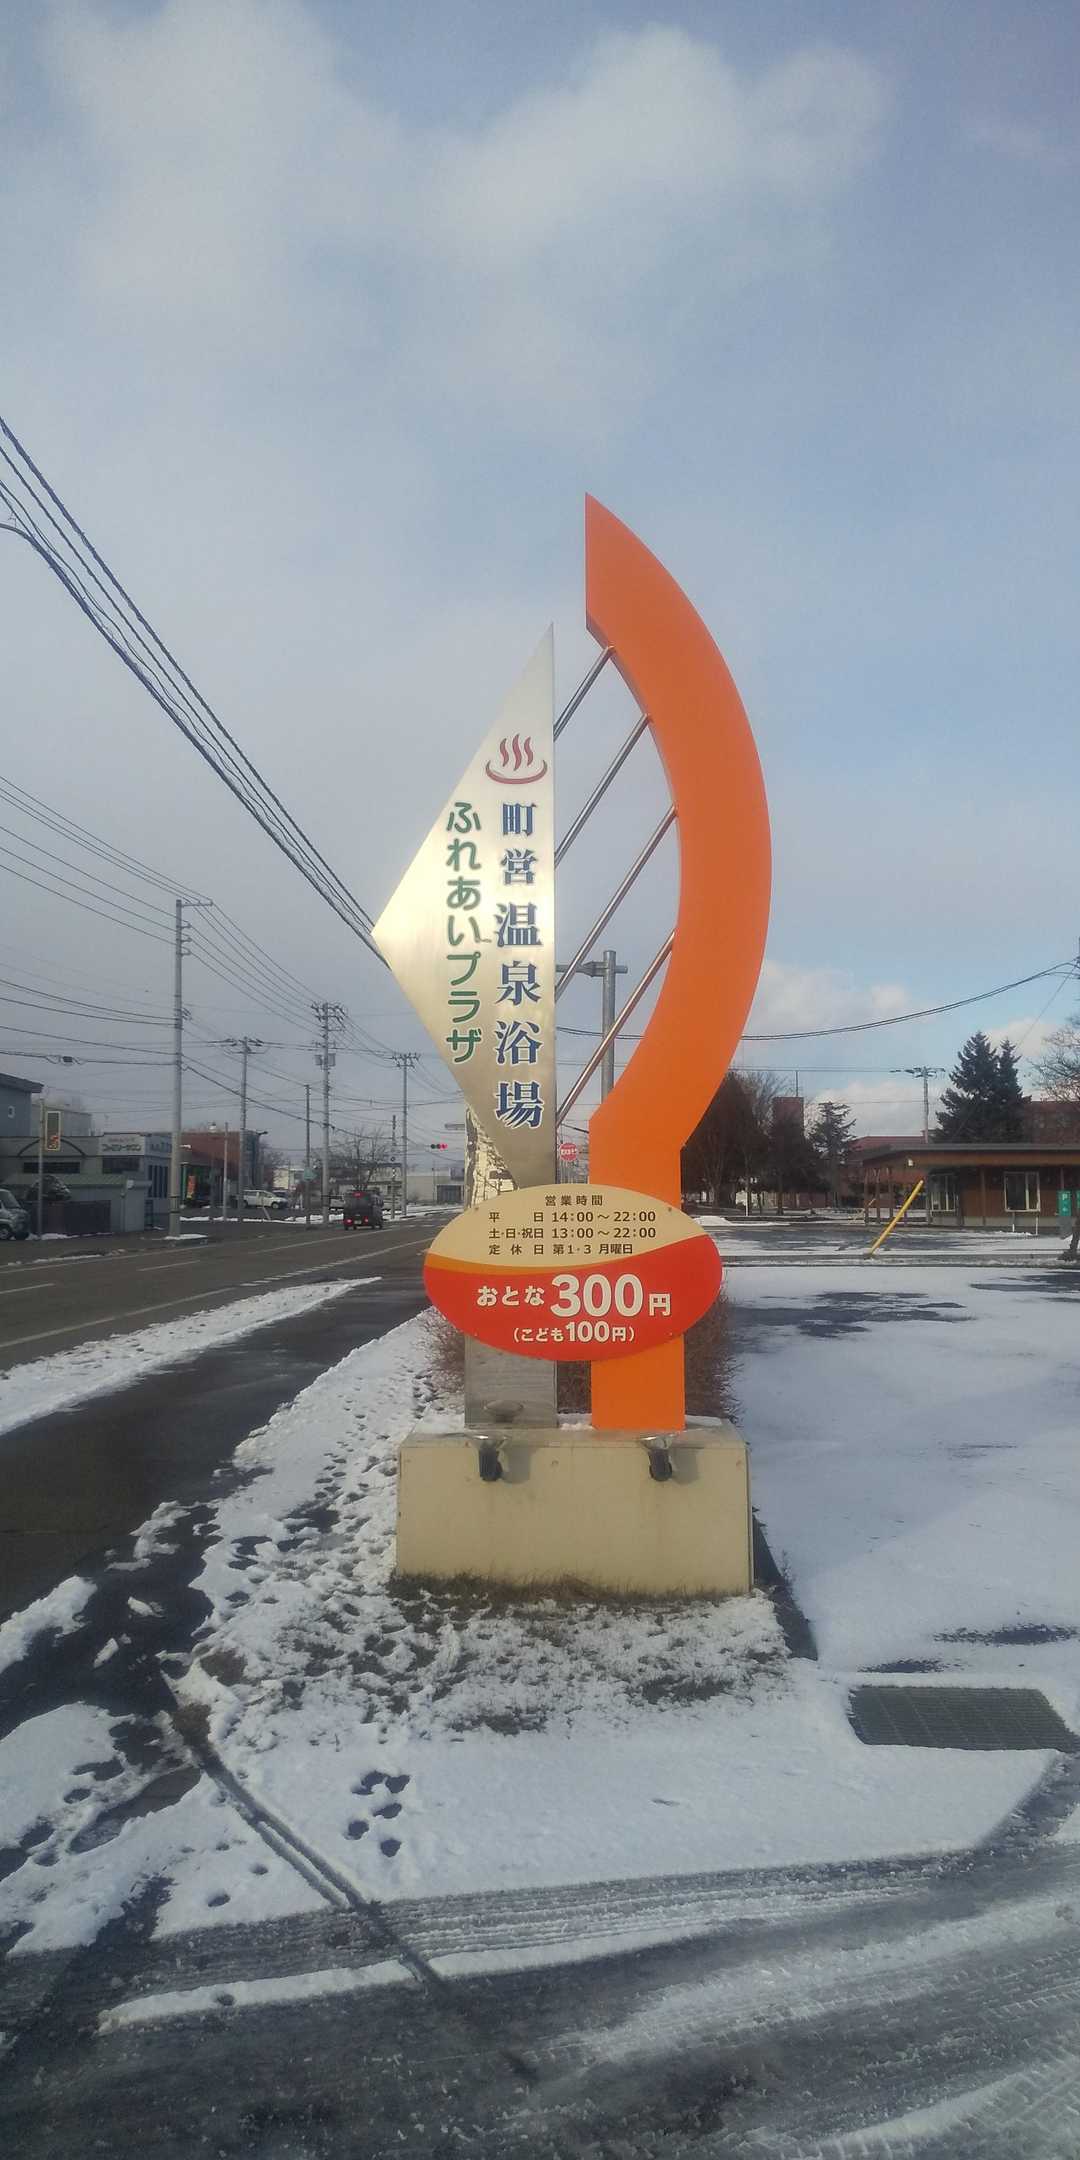 町営温泉浴場
ふれあいプラザ
営業時間
平 日 14:00～22:00
土・日・祝日 13:00～22:00
定 休 日 第1・3 月曜日
おとな300円
(こども100円)